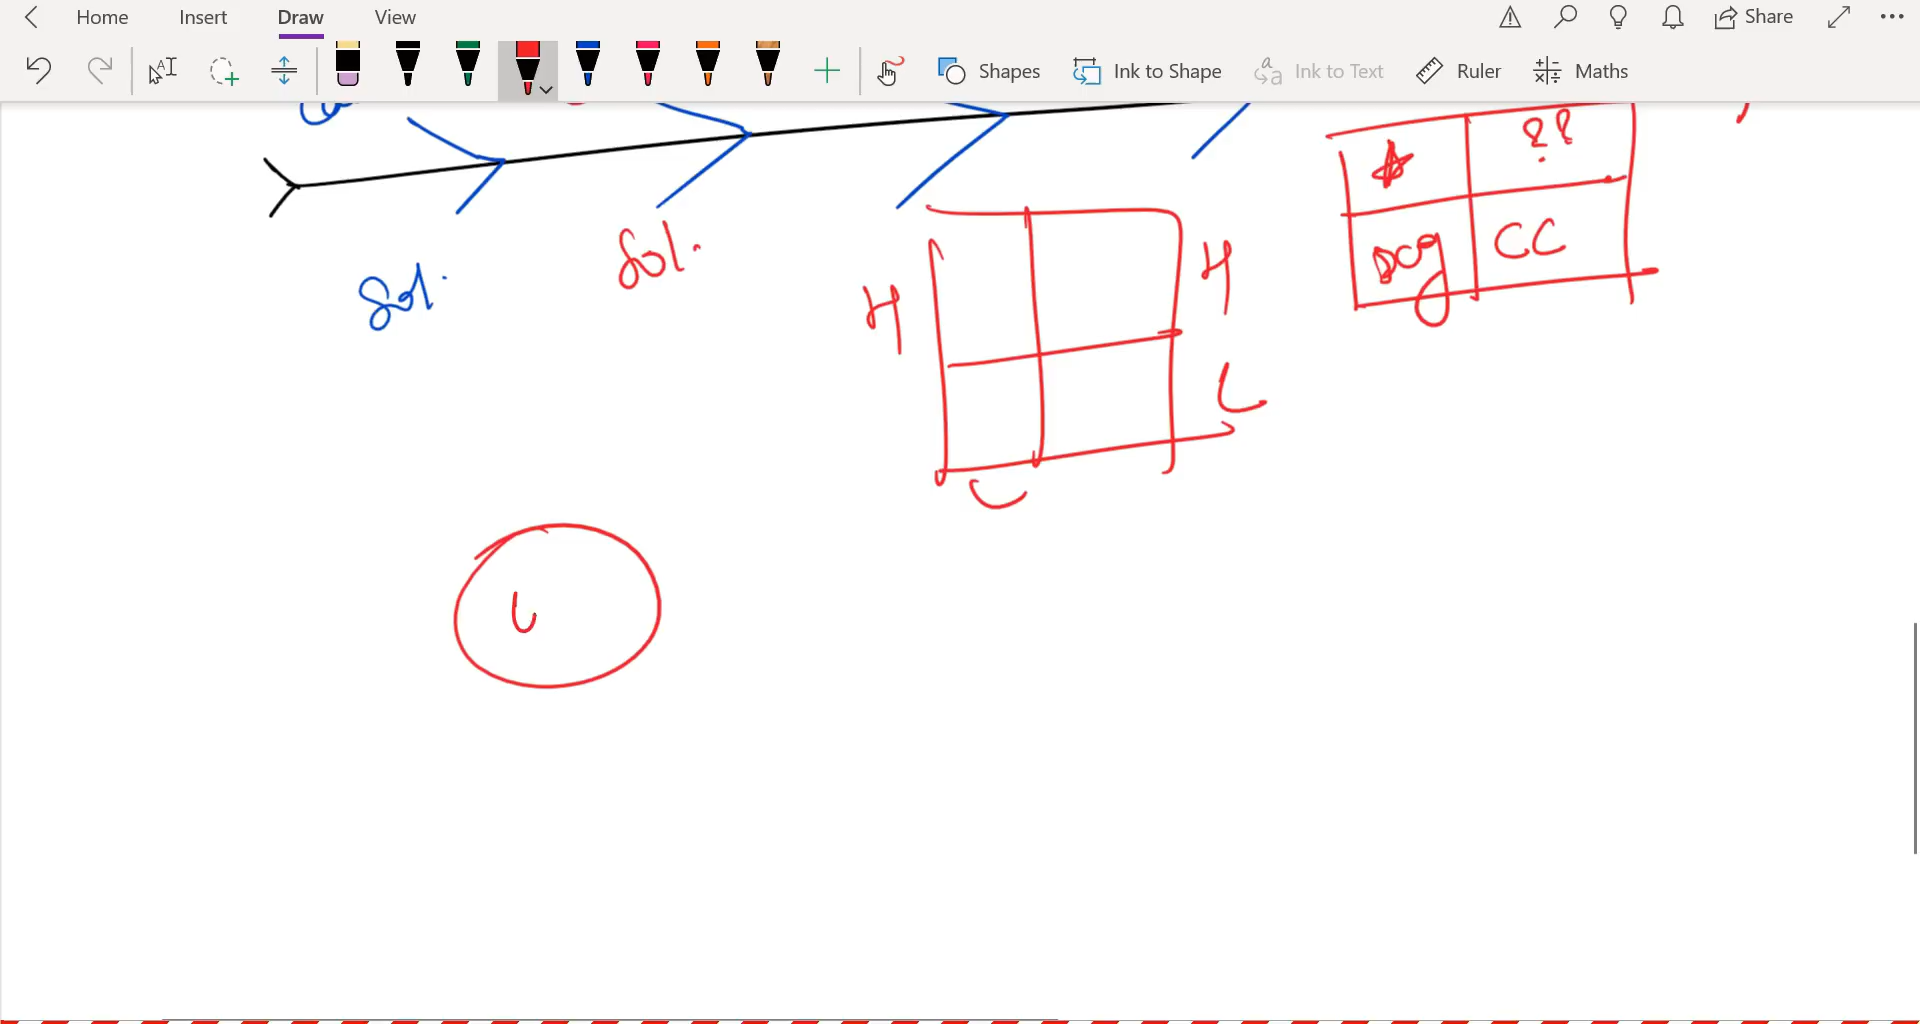 Home Insert Draw View Share
Shapes Ink to Shape Ink to Text Ruler Maths
??
Dog CC
Sol.
Sol.
H H
L